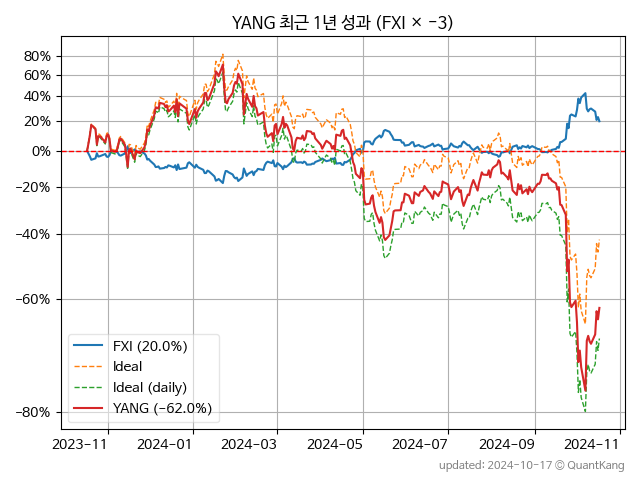 YANG 최근 1년 성과 (FXI × −3)
80%
60%
40%
20%
0%
−20%
−40%
−60%
−80%
FXI (20.0%)
Ideal
Ideal (daily)
YANG (−62.0%)
2023−11
2024−01
2024−03
2024−05
2024−07
2024−09
2024−11
updated: 2024-10-17 ⓒ QuantKang